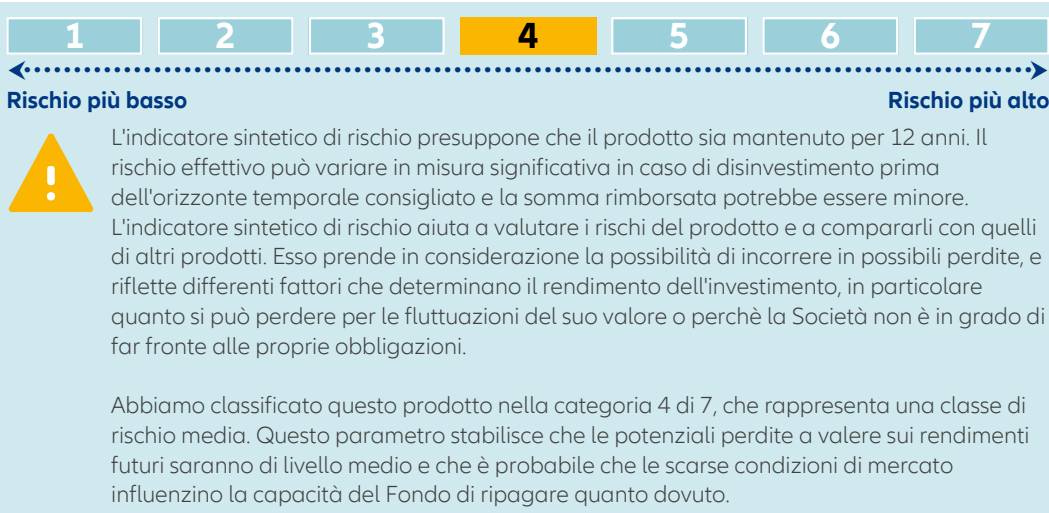 1 2 3 4 5 6 7
Rischio più basso Rischio più alto
L'indicatore sintetico di rischio presuppone che il prodotto sia mantenuto per 12 anni. Il
rischio effettivo può variare in misura significativa in caso di disinvestimento prima
dell'orizzonte temporale consigliato e la somma rimborsata potrebbe essere minore.
L'indicatore sintetico di rischio aiuta a valutare i rischi del prodotto e a compararli con quelli
di altri prodotti. Esso prende in considerazione la possibilità di incorrere in possibili perdite, e
riflette differenti fattori che determinano il rendimento dell'investimento, in particolare
quanto si può perdere per le fluttuazioni del suo valore o perchè la Società non è in grado di
far fronte alle proprie obbligazioni.
Abbiamo classificato questo prodotto nella categoria 4 di 7, che rappresenta una classe di
rischio media. Questo parametro stabilisce che le potenziali perdite a valere sui rendimenti
futuri saranno di livello medio e che è probabile che le scarse condizioni di mercato
influenzino la capacità del Fondo di ripagare quanto dovuto.